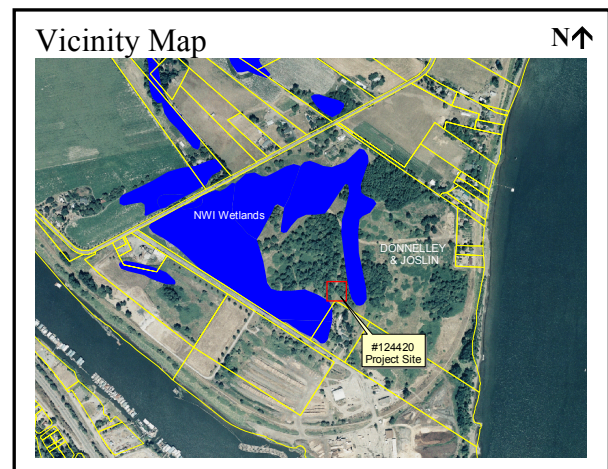 Vicinity Map
N↑
NWI Wetlands
DONNELLEY
& JOSLIN
#124420
Project Site